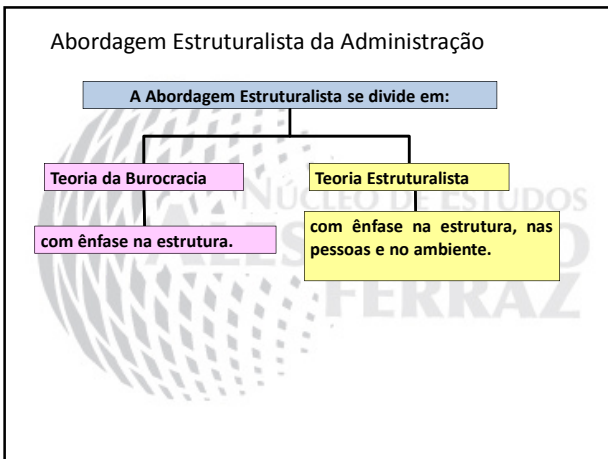 Abordagem Estruturalista da Administração
A Abordagem Estruturalista se divide em:
Teoria da Burocracia
Teoria Estruturalista
com ênfase na estrutura.
com ênfase na estrutura, nas
pessoas e no ambiente.
NÚCLEO DE ESTUDOS
FERRAZ